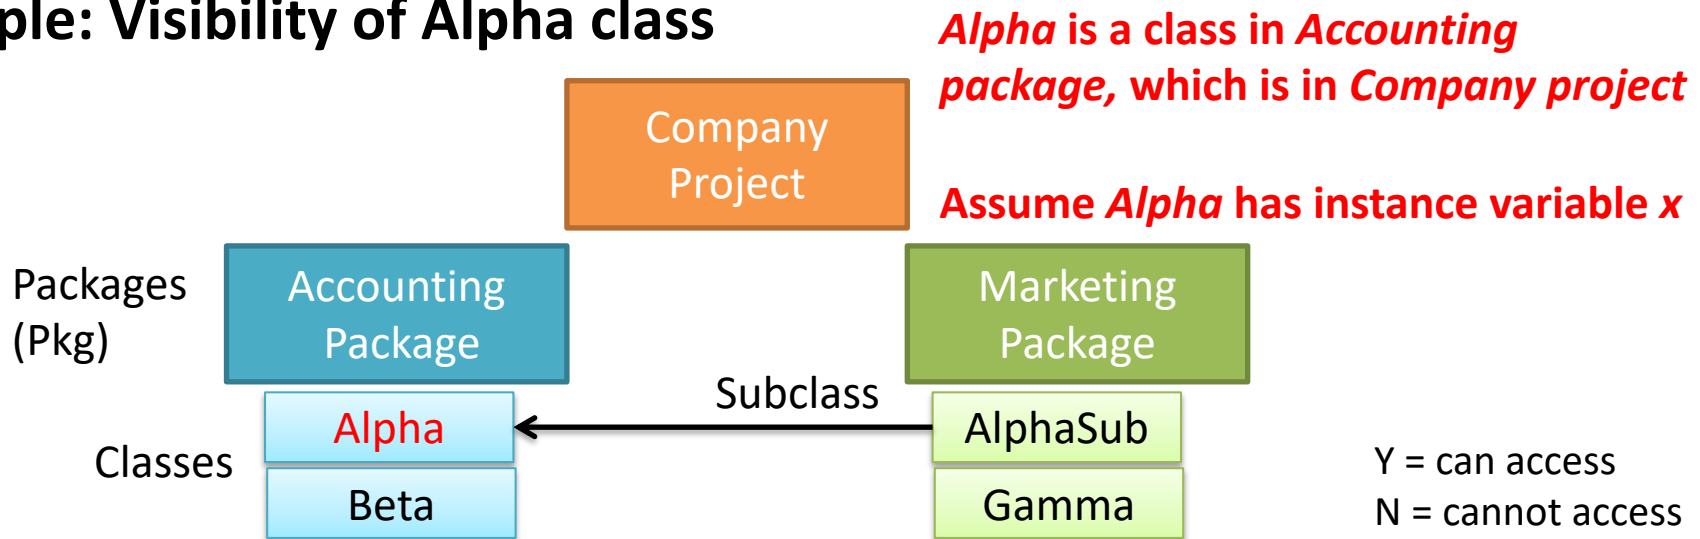 ple: Visibility of Alpha class
Alpha is a class in Accounting
package, which is in Company project
Company
Project
Assume Alpha has instance variable x
Packages
(Pkg)
Accounting
Package
Marketing
Package
Subclass
Classes
Alpha
AlphaSub
Beta
Gamma
Y = can access
N = cannot access